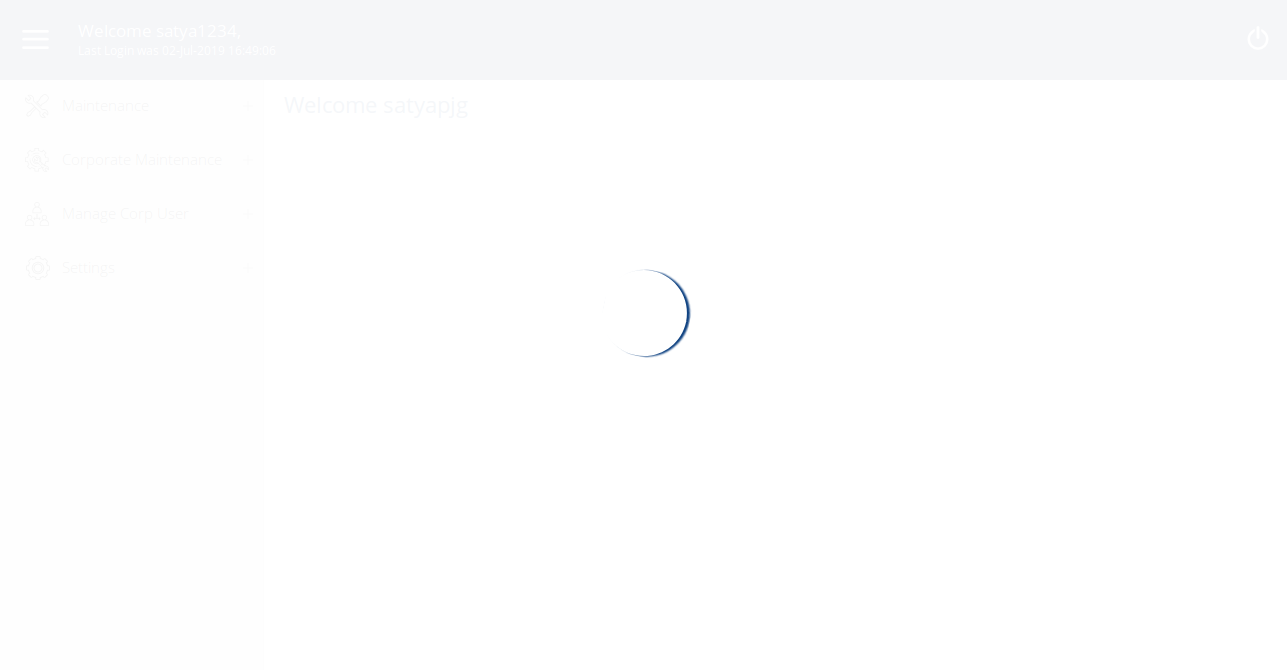 Welcome satya1234,
Last Login was 02-Jul-2019 16:48:06
Maintenance
Welcome satyapjg
Corporate Maintenance
Manage Corp User
Settings